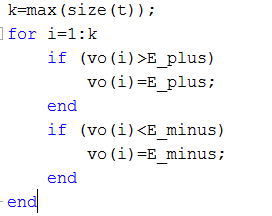 k=max(size(t));
for i=1:k
    if (vo(i)>E_plus)
        vo(i)=E_plus;
    end
    if (vo(i)<E_minus)
        vo(i)=E_minus;
    end
end